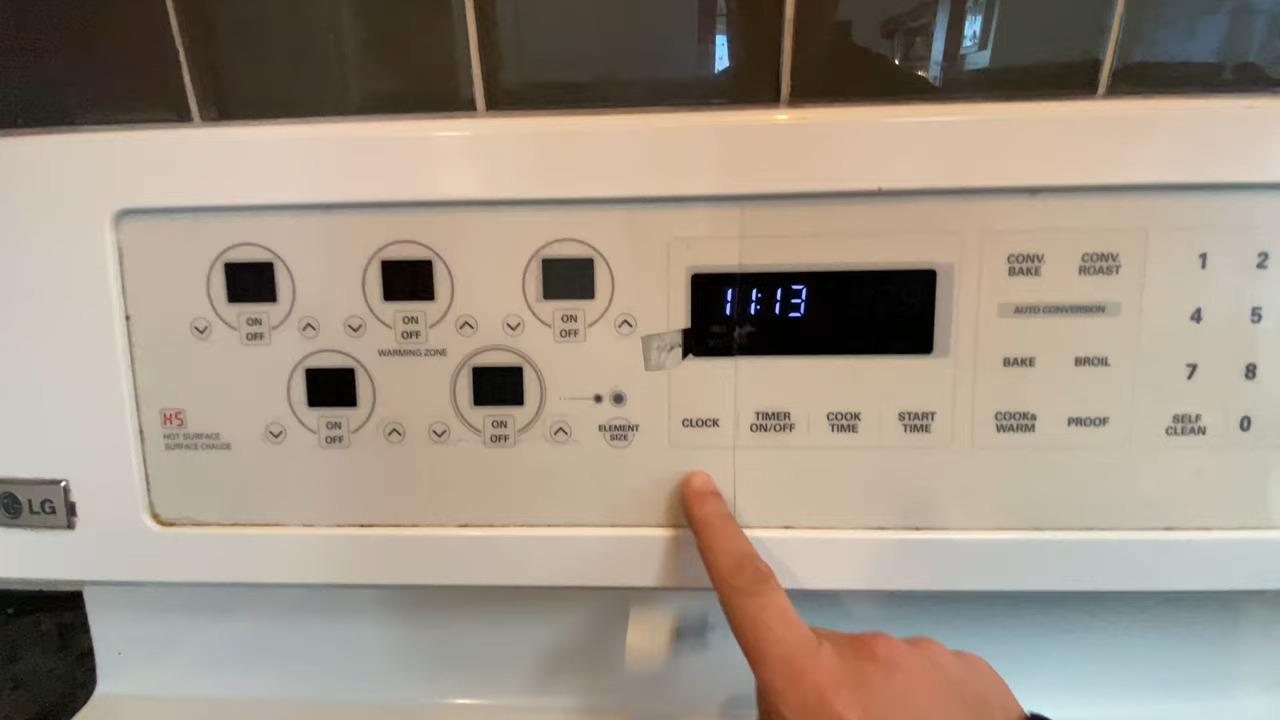 11:13
CONV.
BAKE
CONV.
ROAST
1
2
AUTO CONVERSION
4
5
ON
OFF
ON
OFF
ON
OFF
WARMING ZONE
BAKE
BROIL
7
8
HS
HOT SURFACE
SURFACE CHAUDE
ON
OFF
ON
OFF
ELEMENT
SIZE
CLOCK
TIMER
ON/OFF
COOK
TIME
START
TIME
COOK&
WARM
PROOF
SELF
CLEAN
0
LG